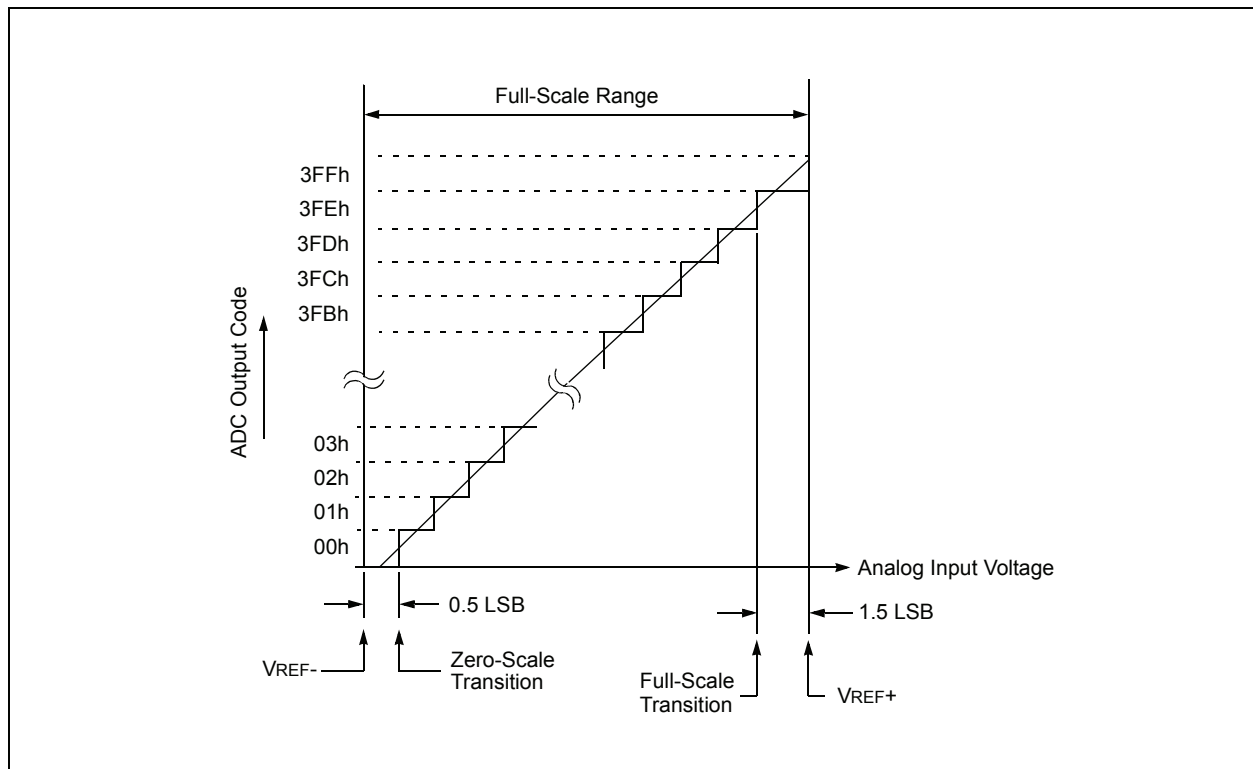 Full-Scale Range
3FFh
3FEh
3FDh
3FCh
3FBh
ADC Output Code
03h
02h
01h
00h
Analog Input Voltage
0.5 LSB
1.5 LSB
VREF-
Zero-Scale
Transition
Full-Scale
Transition
VREF+